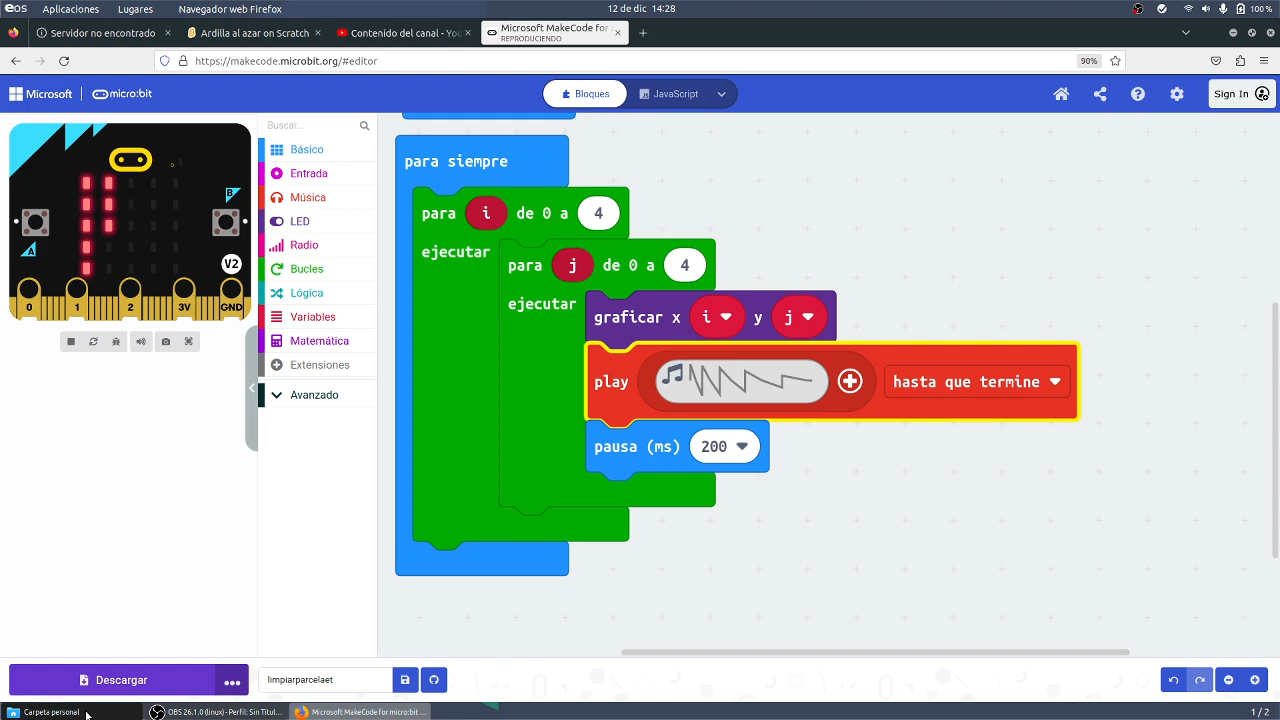 eos Aplicaciones Lugares Navegador web Firefox 12 de dic 14:28 100 %
Servidor no encontrado × Ardilla al azar on Scratch × Contenido del canal - You × Microsoft MakeCode for × +
REPRODUCIENDO
https://makecode.microbit.org/#editor 90%
Microsoft micro:bit Bloques JavaScript Sign In
Buscar...
Básico
Entrada
Música
LED
Radio
Bucles
Lógica
Variables
Matemática
Extensiones
Avanzado
A
B
V2
0 1 2 3V GND
para siempre
para i de 0 a 4
ejecutar
para j de 0 a 4
ejecutar
graficar x i y j
play hasta que termine
pausa (ms) 200
Descargar ••• limpiarparcelaet
Carpeta personal OBS 26.1.0 (linux) - Perfil: Sin Titul... Microsoft MakeCode for micro:bit ... 1 / 2